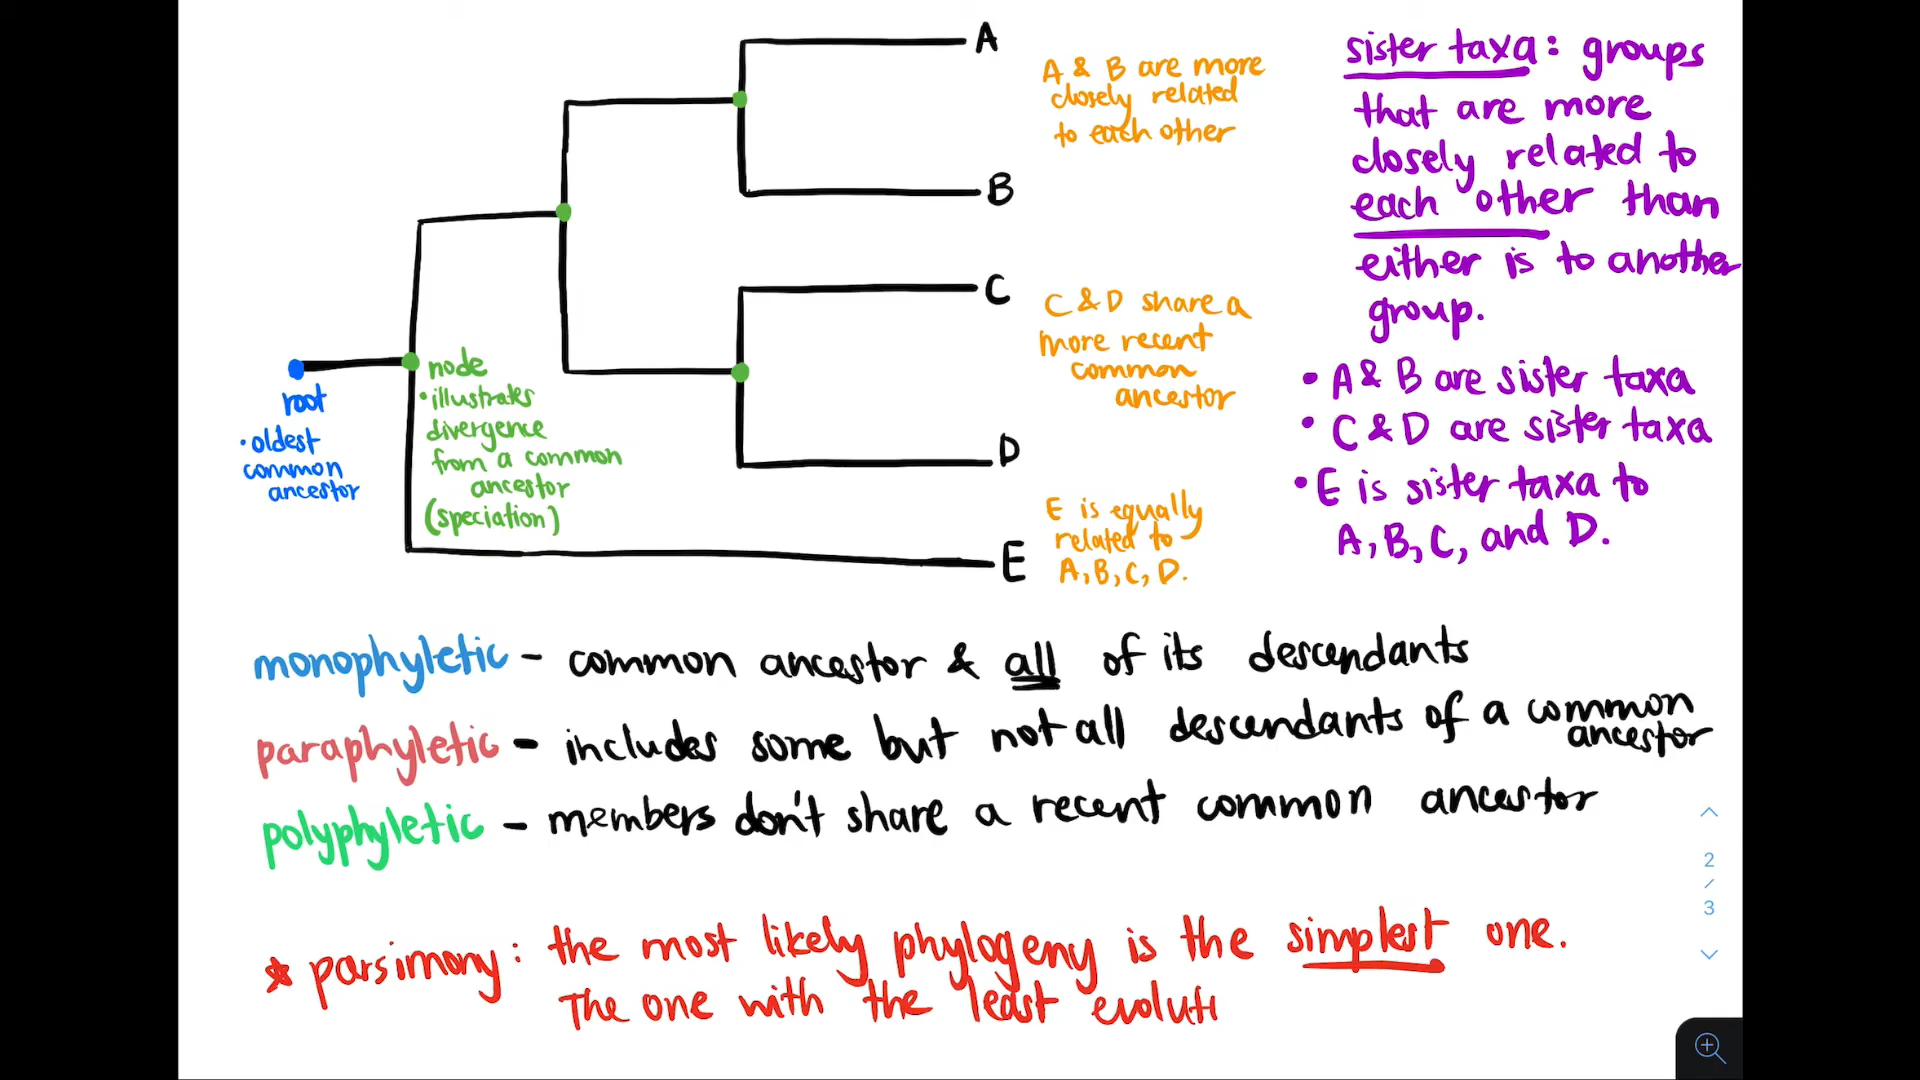 A
A & B are more
closely related
to each other
B
C
C & D share a
more recent
common
ancestor
D
E is equally
related to
A, B, C, D.
E
root
• oldest
common
ancestor
node
• illustrates
divergence
from a common
ancestor
(speciation)
sister taxa: groups
that are more
closely related to
each other than
either is to another
group.
• A & B are sister taxa
• C & D are sister taxa
• E is sister taxa to
A, B, C, and D.
monophyletic - common ancestor & all of its descendants
paraphyletic - includes some but not all descendants of a common
ancestor
polyphyletic - members don't share a recent common ancestor
* parsimony: the most likely phylogeny is the simplest one.
The one with the least evoluti
2
/
3